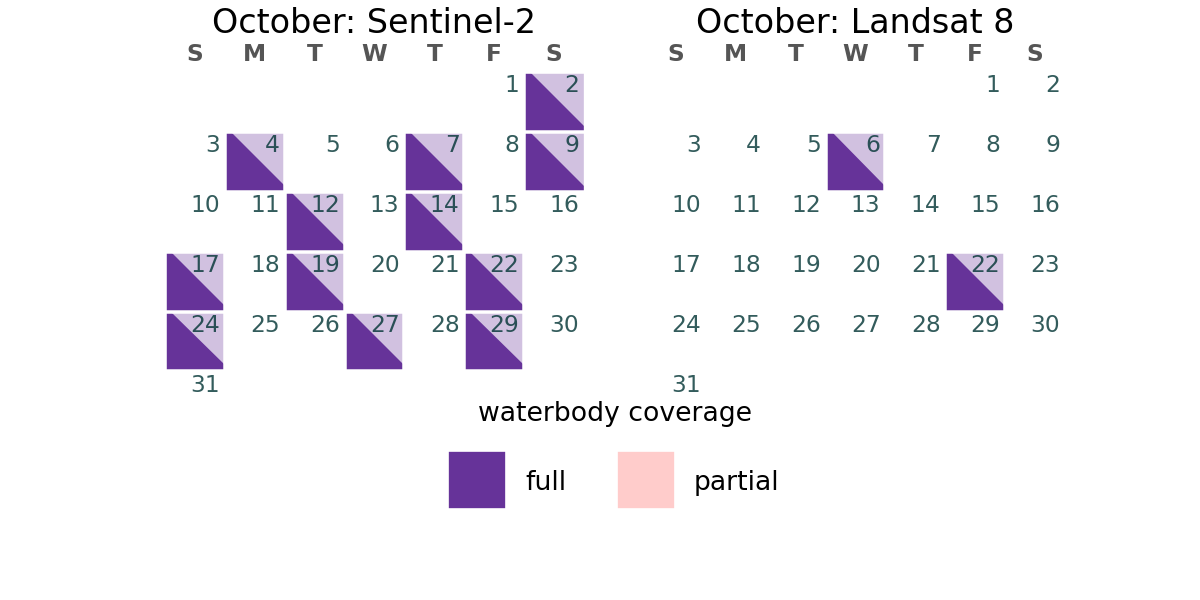 October: Sentinel-2
S M T W T F S
1 2
3 4 5 6 7 8 9
10 11 12 13 14 15 16
17 18 19 20 21 22 23
24 25 26 27 28 29 30
31
October: Landsat 8
S M T W T F S
1 2
3 4 5 6 7 8 9
10 11 12 13 14 15 16
17 18 19 20 21 22 23
24 25 26 27 28 29 30
31
waterbody coverage
full partial